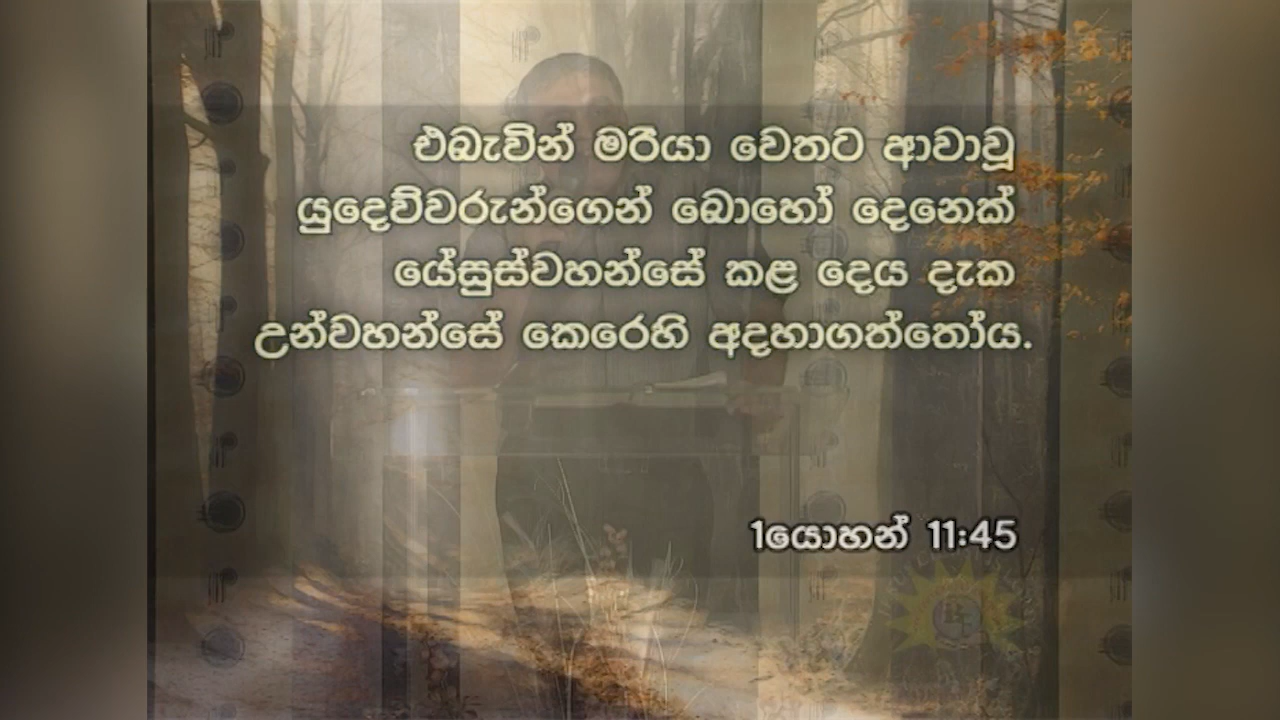 එබැවින් මරියා වෙතට ආවාවූ
යුදෙව්වරුන්ගෙන් බොහෝ දෙනෙක්
යේසුස්වහන්සේ කළ දෙය දැක
උන්වහන්සේ කෙරෙහි අදහාගත්තෝය.
1යොහන් 11:45